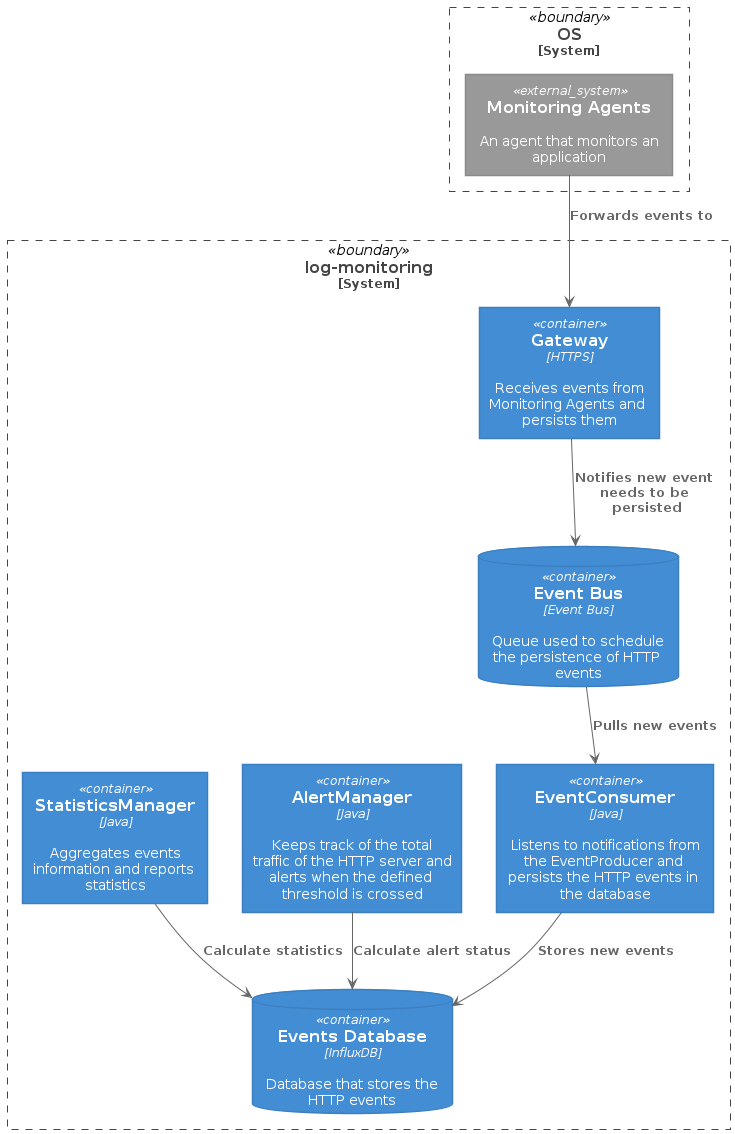 «boundary»
OS
[System]
«external_system»
Monitoring Agents
An agent that monitors an
application
Forwards events to
«boundary»
log-monitoring
[System]
«container»
Gateway
[HTTPS]
Receives events from
Monitoring Agents and
persists them
Notifies new event
needs to be
persisted
«container»
Event Bus
[Event Bus]
Queue used to schedule
the persistence of HTTP
events
Pulls new events
«container»
StatisticsManager
[Java]
Aggregates events
information and reports
statistics
«container»
AlertManager
[Java]
Keeps track of the total
traffic of the HTTP server and
alerts when the defined
threshold is crossed
«container»
EventConsumer
[Java]
Listens to notifications from
the EventProducer and
persists the HTTP events in
the database
Calculate statistics
Calculate alert status
Stores new events
«container»
Events Database
[InfluxDB]
Database that stores the
HTTP events